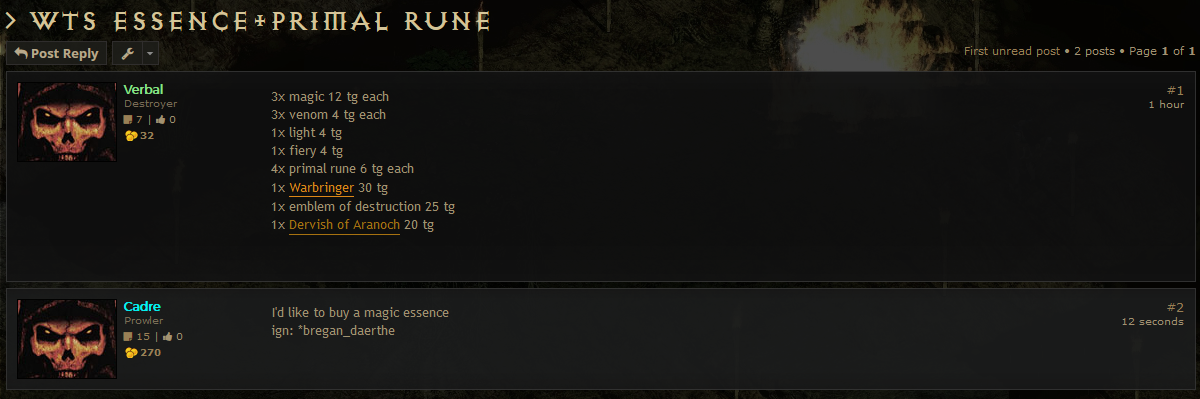 WTS ESSENCE+PRIMAL RUNE
Post Reply
First unread post • 2 posts • Page 1 of 1
Verbal
Destroyer
7 | 0
32
3x magic 12 tg each
3x venom 4 tg each
1x light 4 tg
1x fiery 4 tg
4x primal rune 6 tg each
1x Warbringer 30 tg
1x emblem of destruction 25 tg
1x Dervish of Aranoch 20 tg
#1
1 hour
Cadre
Prowler
15 | 0
270
I'd like to buy a magic essence
ign: *bregan_daerthe
#2
12 seconds